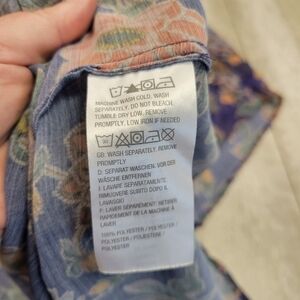 MACHINE WASH COLD. WASH
SEPARATELY. DO NOT BLEACH.
TUMBLE DRY LOW. REMOVE
PROMPTLY. LOW IRON IF NEEDED
GB: WASH SEPARATELY. REMOVE
PROMPTLY
D: SEPARAT WASCHEN. VOR DER
WÄSCHE ENTFERNEN
I: LAVARE SEPARATAMENTE.
RIMUOVERE SUBITO DOPO IL
LAVAGGIO
F: LAVER SÉPARÉMENT. RETIRER
RAPIDEMENT DE LA MACHINE À
LAVER
100% POLYESTER / POLYESTER /
POLYESTER / POLIESTERE /
POLYESTER